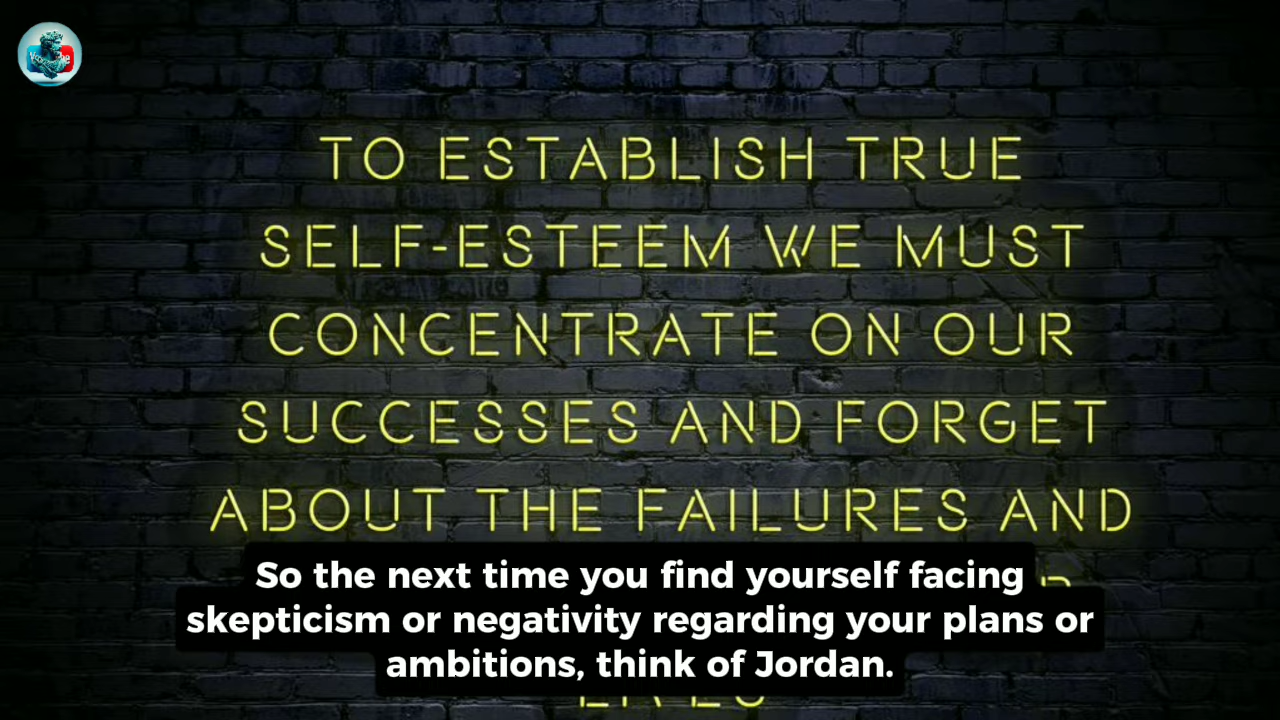 TO ESTABLISH TRUE
SELF-ESTEEM WE MUST
CONCENTRATE ON OUR
SUCCESSES AND FORGET
ABOUT THE FAILURES AND
So the next time you find yourself facing
skepticism or negativity regarding your plans or
ambitions, think of Jordan.